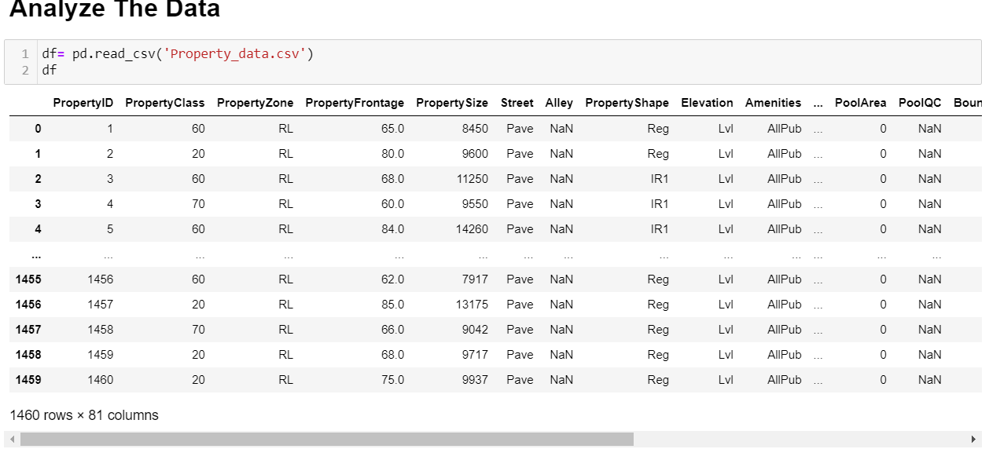 Analyze The Data
1 df= pd.read_csv('Property_data.csv')
2 df
PropertyID PropertyClass PropertyZone PropertyFrontage PropertySize Street Alley PropertyShape Elevation Amenities ... PoolArea PoolQC Boun
0 1 60 RL 65.0 8450 Pave NaN Reg Lvl AllPub ... 0 NaN
1 2 20 RL 80.0 9600 Pave NaN Reg Lvl AllPub ... 0 NaN
2 3 60 RL 68.0 11250 Pave NaN IR1 Lvl AllPub ... 0 NaN
3 4 70 RL 60.0 9550 Pave NaN IR1 Lvl AllPub ... 0 NaN
4 5 60 RL 84.0 14260 Pave NaN IR1 Lvl AllPub ... 0 NaN
... ... ... ... ... ... ... ... ... ... ... ... ... ...
1455 1456 60 RL 62.0 7917 Pave NaN Reg Lvl AllPub ... 0 NaN
1456 1457 20 RL 85.0 13175 Pave NaN Reg Lvl AllPub ... 0 NaN
1457 1458 70 RL 66.0 9042 Pave NaN Reg Lvl AllPub ... 0 NaN
1458 1459 20 RL 68.0 9717 Pave NaN Reg Lvl AllPub ... 0 NaN
1459 1460 20 RL 75.0 9937 Pave NaN Reg Lvl AllPub ... 0 NaN
1460 rows × 81 columns